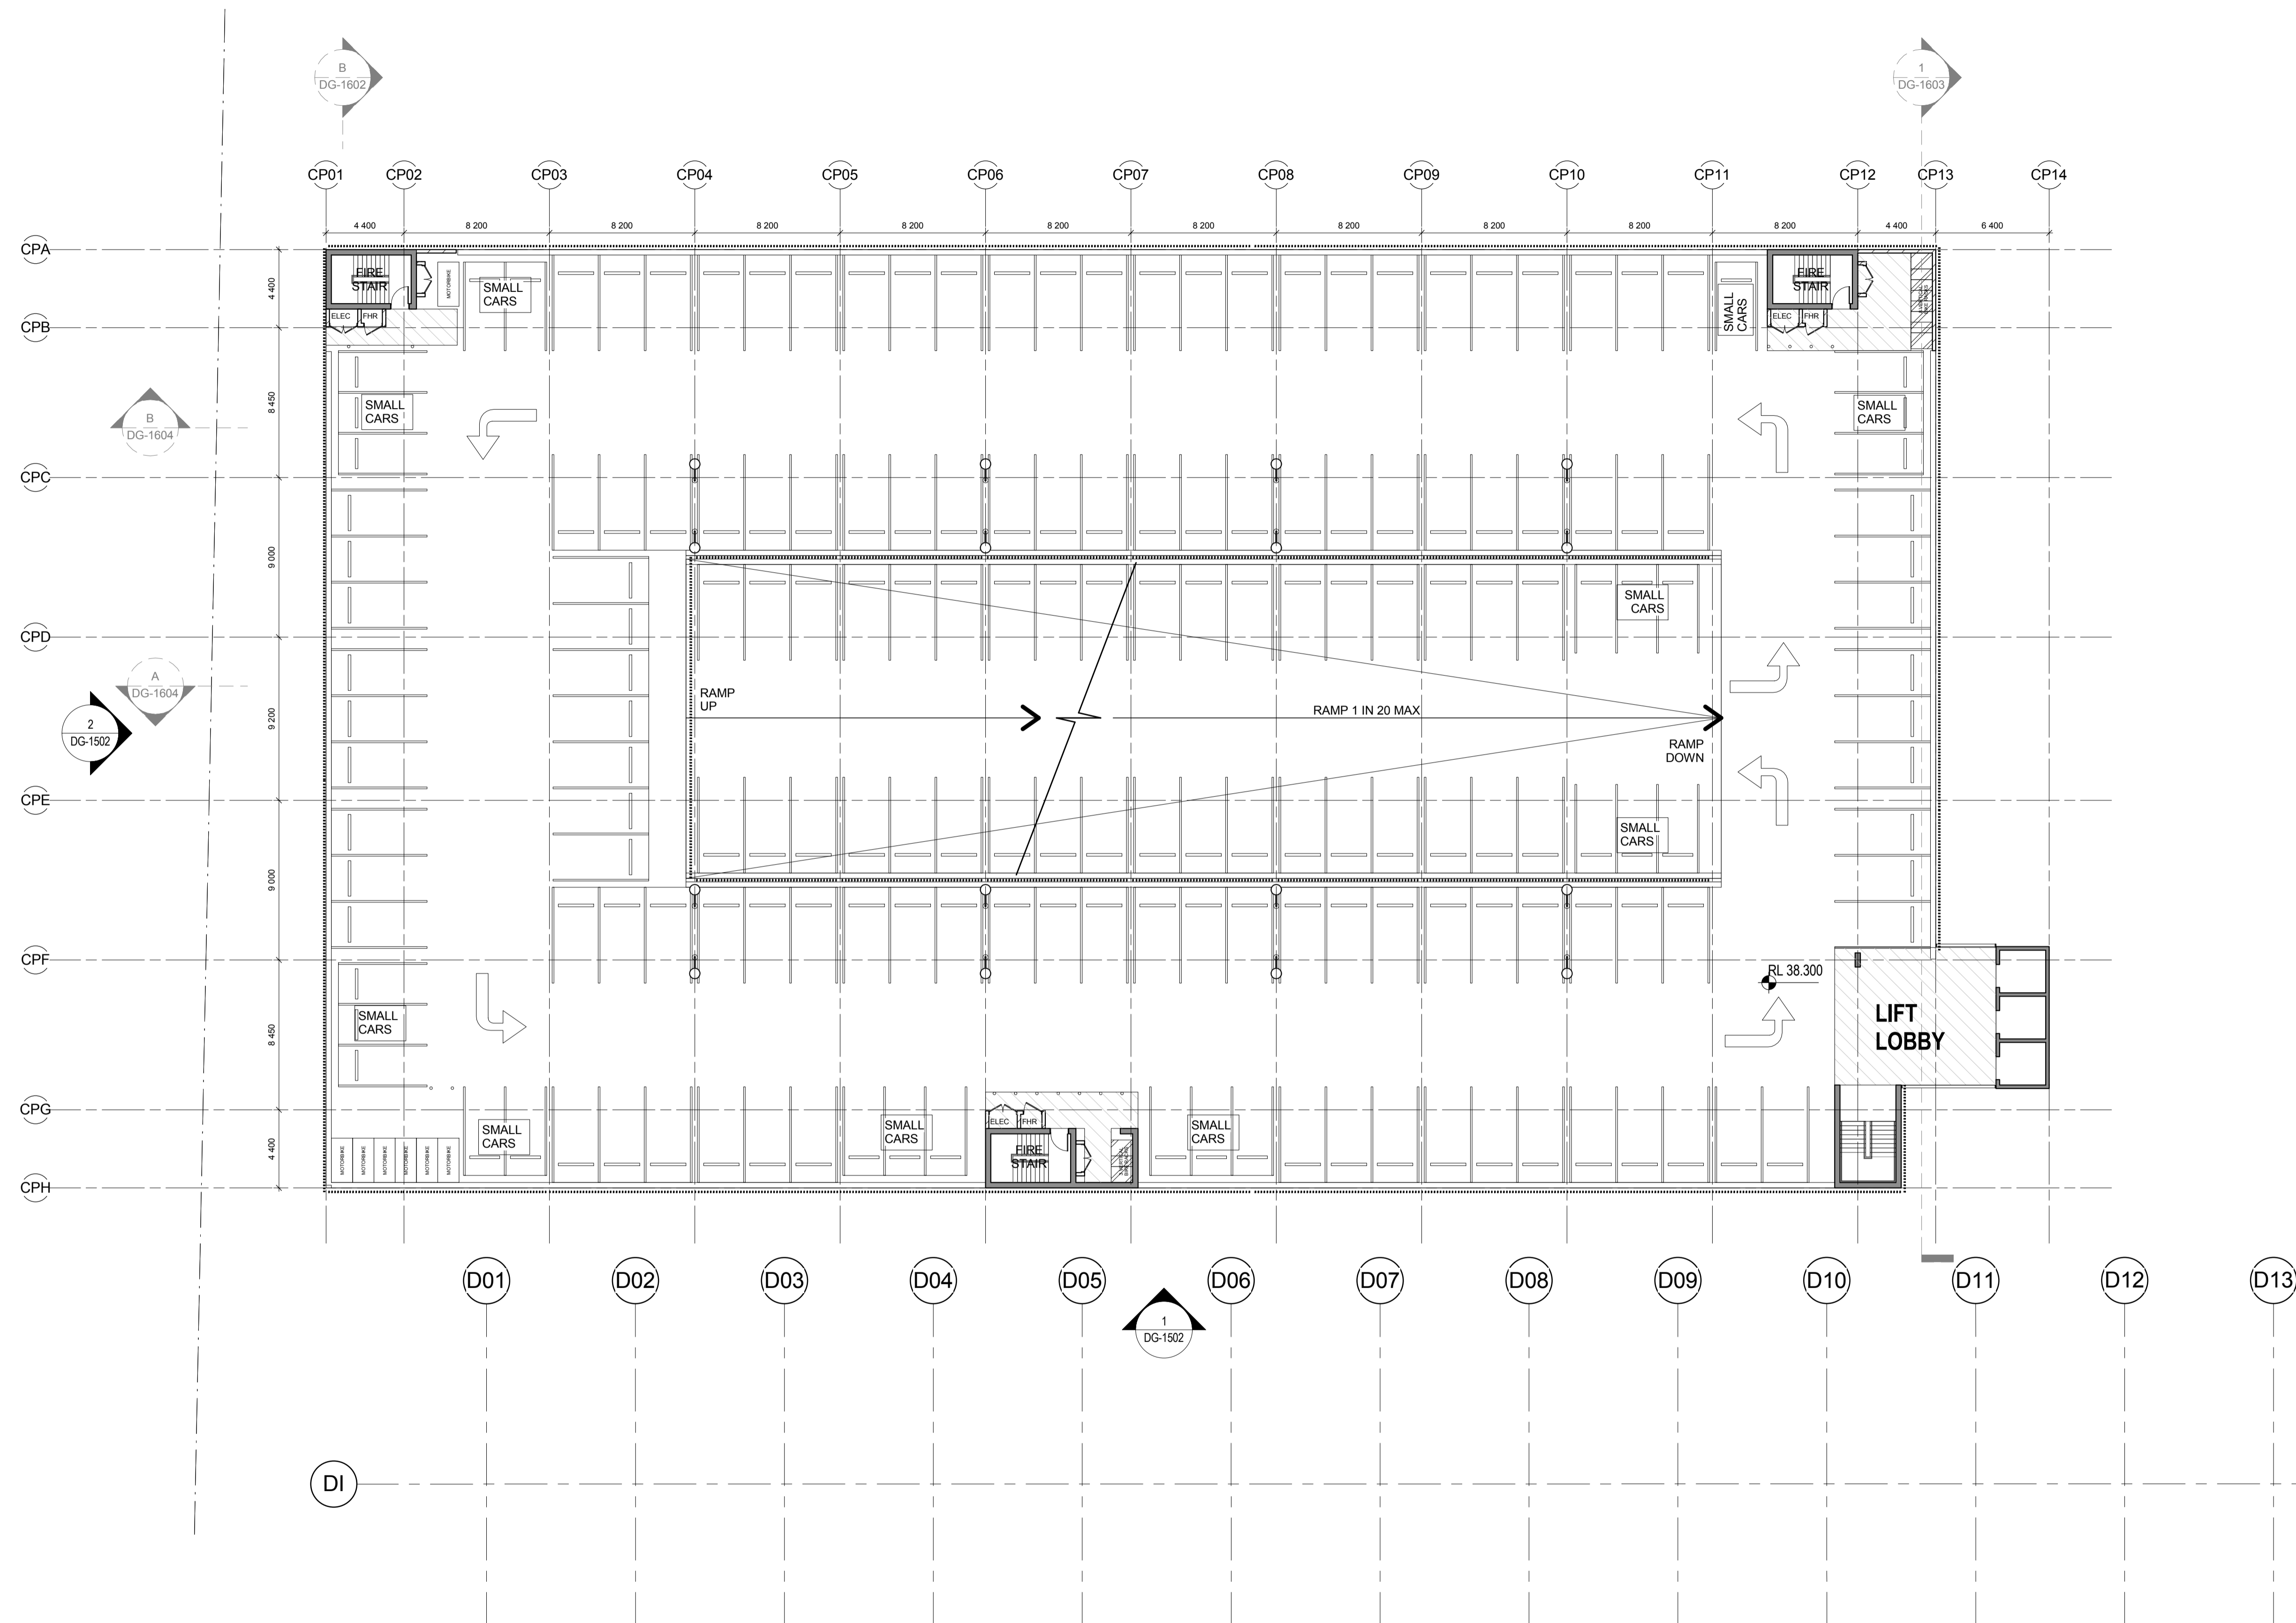 B
DG-1602
1
DG-1603
CP01
CP02
CP03
CP04
CP05
CP06
CP07
CP08
CP09
CP10
CP11
CP12
CP13
CP14
4 400
8 200
8 200
8 200
8 200
8 200
8 200
8 200
8 200
8 200
8 200
4 400
6 400
CPA
CPB
CPC
CPD
CPE
CPF
CPG
CPH
4 400
8 450
9 000
9 200
9 000
8 450
4 400
FIRE
STAIR
MOTORBIKE
SMALL
CARS
ELEC
FHR
SMALL
CARS
FIRE
STAIR
ELEC
FHR
SMALL
CARS
SMALL
CARS
B
DG-1604
A
DG-1604
2
DG-1502
SMALL
CARS
RAMP
UP
RAMP 1 IN 20 MAX
RAMP
DOWN
SMALL
CARS
RL 38.300
LIFT
LOBBY
SMALL
CARS
SMALL
CARS
SMALL
CARS
ELEC
FHR
FIRE
STAIR
SMALL
CARS
MOTORBIKE
MOTORBIKE
MOTORBIKE
MOTORBIKE
MOTORBIKE
MOTORBIKE
D01
D02
D03
D04
D05
D06
D07
D08
D09
D10
D11
D12
D13
1
DG-1502
DI